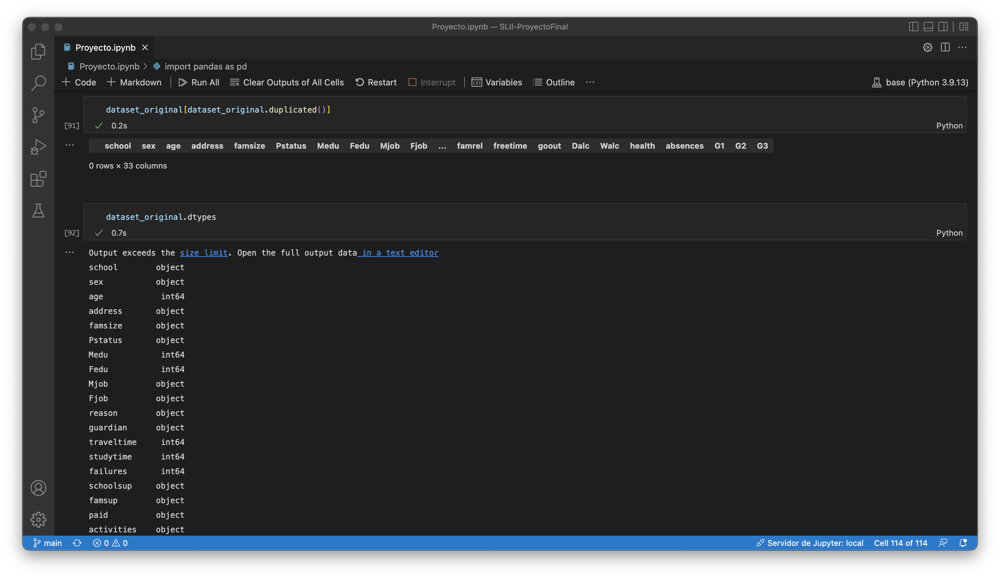 Proyecto.ipynb — SLII-ProyectoFinal
Proyecto.ipynb
Proyecto.ipynb > import pandas as pd
+ Code + Markdown | Run All Clear Outputs of All Cells Restart Interrupt | Variables Outline ... base (Python 3.9.13)
dataset_original[dataset_original.duplicated()]
[91] 0.2s Python
... school sex age address famsize Pstatus Medu Fedu Mjob Fjob ... famrel freetime goout Dalc Walc health absences G1 G2 G3
0 rows × 33 columns
dataset_original.dtypes
[92] 0.7s Python
... Output exceeds the size limit. Open the full output data in a text editor
school object
sex object
age int64
address object
famsize object
Pstatus object
Medu int64
Fedu int64
Mjob object
Fjob object
reason object
guardian object
traveltime int64
studytime int64
failures int64
schoolsup object
famsup object
paid object
activities object
main 0 0 Servidor de Jupyter: local Cell 114 of 114